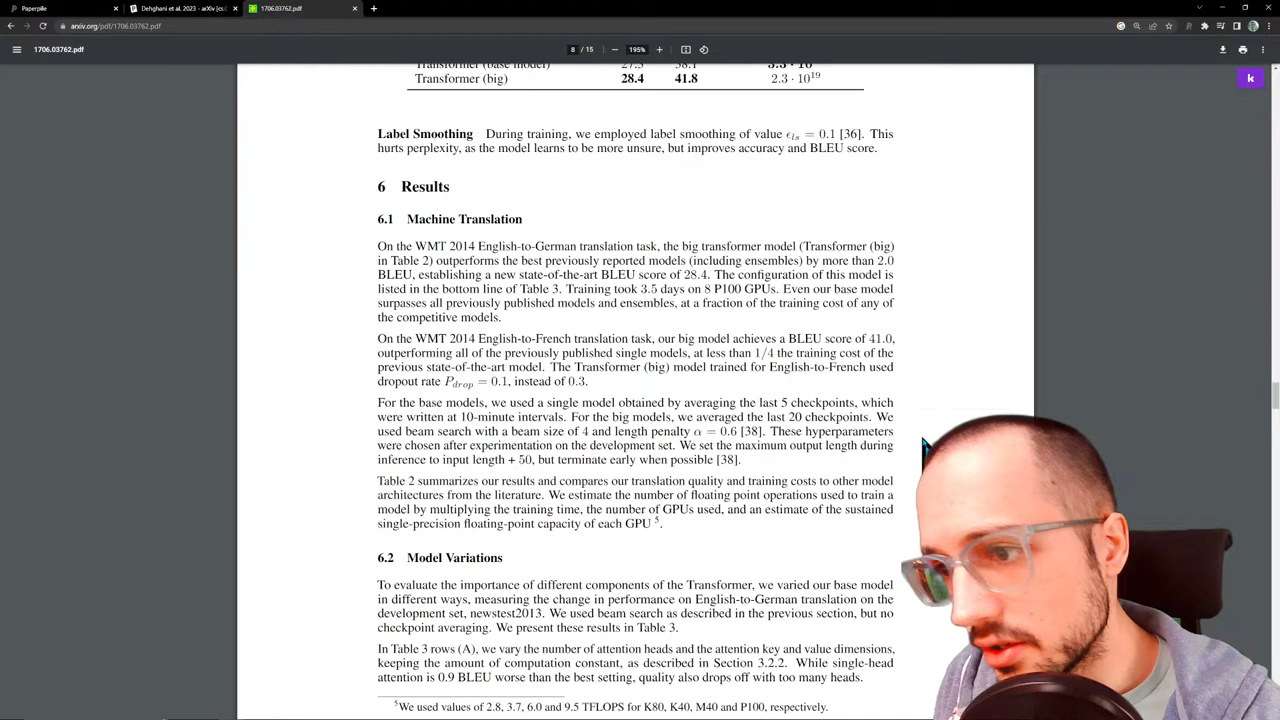 Paperpile
Dehghani et al. 2023 - arXiv [cs.
1706.03762.pdf
arxiv.org/pdf/1706.03762.pdf
1706.03762.pdf
8 / 15
195%
k
Transformer (base model) 27.3 38.1 3.3 · 10
Transformer (big) 28.4 41.8 2.3 · 10^19
Label Smoothing During training, we employed label smoothing of value ϵls = 0.1 [36]. This
hurts perplexity, as the model learns to be more unsure, but improves accuracy and BLEU score.
6 Results
6.1 Machine Translation
On the WMT 2014 English-to-German translation task, the big transformer model (Transformer (big)
in Table 2) outperforms the best previously reported models (including ensembles) by more than 2.0
BLEU, establishing a new state-of-the-art BLEU score of 28.4. The configuration of this model is
listed in the bottom line of Table 3. Training took 3.5 days on 8 P100 GPUs. Even our base model
surpasses all previously published models and ensembles, at a fraction of the training cost of any of
the competitive models.
On the WMT 2014 English-to-French translation task, our big model achieves a BLEU score of 41.0,
outperforming all of the previously published single models, at less than 1/4 the training cost of the
previous state-of-the-art model. The Transformer (big) model trained for English-to-French used
dropout rate Pdrop = 0.1, instead of 0.3.
For the base models, we used a single model obtained by averaging the last 5 checkpoints, which
were written at 10-minute intervals. For the big models, we averaged the last 20 checkpoints. We
used beam search with a beam size of 4 and length penalty α = 0.6 [38]. These hyperparameters
were chosen after experimentation on the development set. We set the maximum output length during
inference to input length + 50, but terminate early when possible [38].
Table 2 summarizes our results and compares our translation quality and training costs to other model
architectures from the literature. We estimate the number of floating point operations used to train a
model by multiplying the training time, the number of GPUs used, and an estimate of the sustained
single-precision floating-point capacity of each GPU ^5.
6.2 Model Variations
To evaluate the importance of different components of the Transformer, we varied our base model
in different ways, measuring the change in performance on English-to-German translation on the
development set, newstest2013. We used beam search as described in the previous section, but no
checkpoint averaging. We present these results in Table 3.
In Table 3 rows (A), we vary the number of attention heads and the attention key and value dimensions,
keeping the amount of computation constant, as described in Section 3.2.2. While single-head
attention is 0.9 BLEU worse than the best setting, quality also drops off with too many heads.
^5We used values of 2.8, 3.7, 6.0 and 9.5 TFLOPS for K80, K40, M40 and P100, respectively.